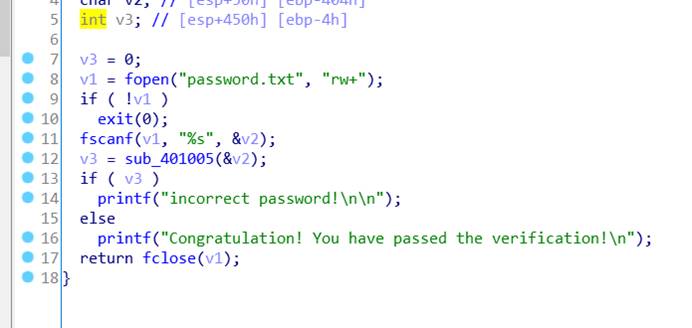 4 char v2; // [esp+50h] [ebp-404h]
5 int v3; // [esp+450h] [ebp-4h]
6
7 v3 = 0;
8 v1 = fopen("password.txt", "rw+");
9 if ( !v1 )
10 exit(0);
11 fscanf(v1, "%s", &v2);
12 v3 = sub_401005(&v2);
13 if ( v3 )
14 printf("incorrect password!\n\n");
15 else
16 printf("Congratulation! You have passed the verification!\n");
17 return fclose(v1);
18 }